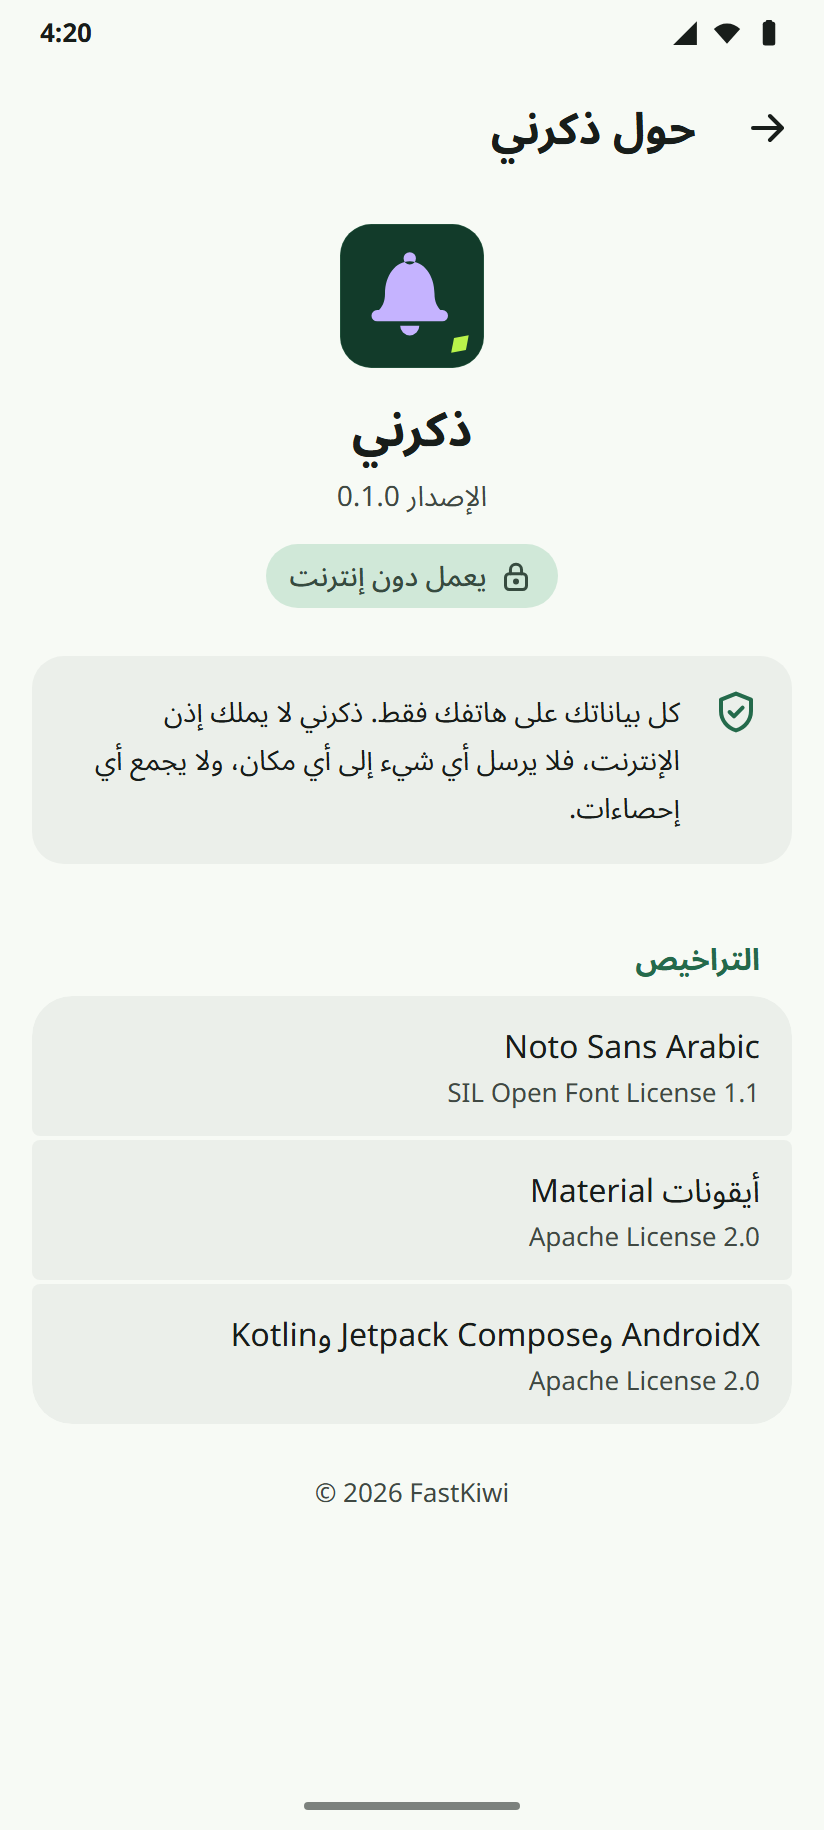 4:20
حول ذكرني
ذكرني
الإصدار 0.1.0
يعمل دون إنترنت
كل بياناتك على هاتفك فقط. ذكرني لا يملك إذن
الإنترنت، فلا يرسل أي شيء إلى أي مكان، ولا يجمع أي
إحصاءات.
التراخيص
Noto Sans Arabic
SIL Open Font License 1.1
أيقونات Material
Apache License 2.0
AndroidX وJetpack Compose وKotlin
Apache License 2.0
© 2026 FastKiwi